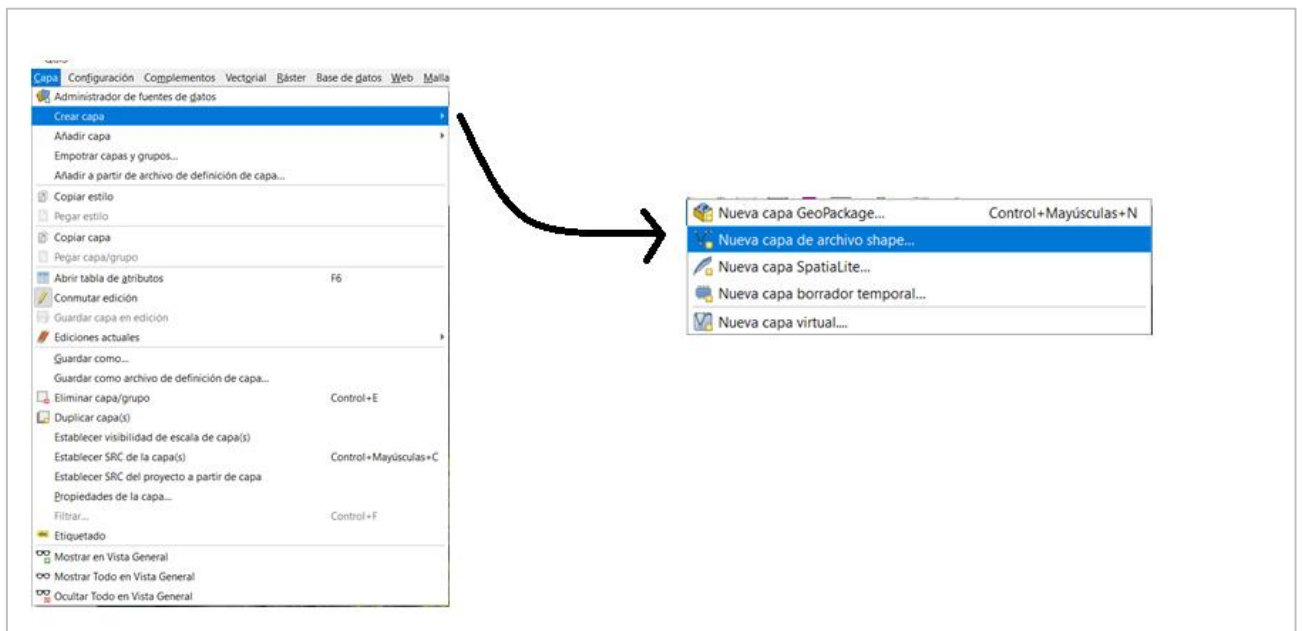 Capa Configuración Complementos Vectorial Ráster Base de datos Web Malla
Administrador de fuentes de datos
Crear capa
Añadir capa
Empotrar capas y grupos...
Añadir a partir de archivo de definición de capa...
Copiar estilo
Pegar estilo
Copiar capa
Pegar capa/grupo
Abrir tabla de atributos F6
Conmutar edición
Guardar capa en edición
Ediciones actuales
Guardar como...
Guardar como archivo de definición de capa...
Eliminar capa/grupo Control+E
Duplicar capa(s)
Establecer visibilidad de escala de capa(s)
Establecer SRC de la capa(s) Control+Mayúsculas+C
Establecer SRC del proyecto a partir de capa
Propiedades de la capa...
Filtrar... Control+F
Etiquetado
Mostrar en Vista General
Mostrar Todo en Vista General
Ocultar Todo en Vista General
Nueva capa GeoPackage... Control+Mayúsculas+N
Nueva capa de archivo shape...
Nueva capa SpatiaLite...
Nueva capa borrador temporal...
Nueva capa virtual....